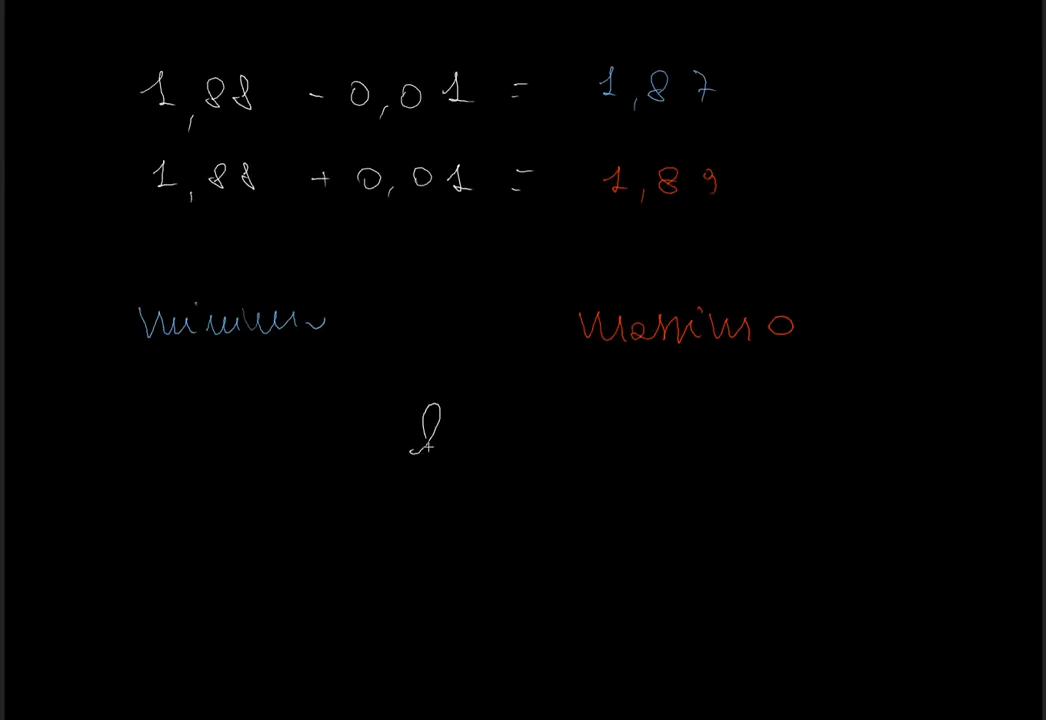 1,88 - 0,01 = 1,87
1,88 + 0,01 = 1,89
minimo massimo